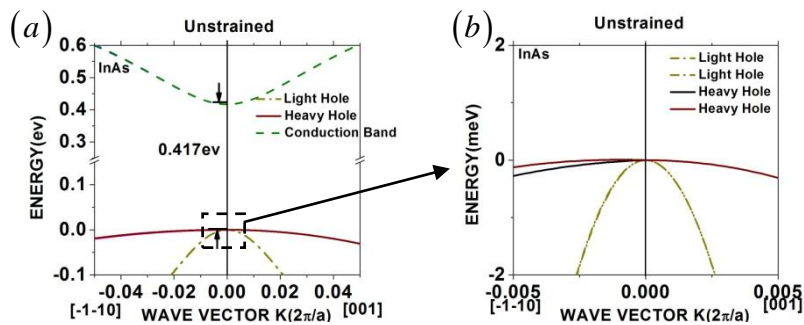 (a)
Unstrained
InAs
ENERGY(ev)
0.6
0.5
0.4
0.3
0.1
0.0
-0.1
0.417ev
Light Hole
Heavy Hole
Conduction Band
-0.04 -0.02 0.00 0.02 0.04
[-1-10] WAVE VECTOR K(2π/a) [001]
(b)
Unstrained
InAs
ENERGY(meV)
2
0
-2
Light Hole
Light Hole
Heavy Hole
Heavy Hole
-0.005 0.000 0.005
[-1-10] WAVE VECTOR K(2π/a) [001]